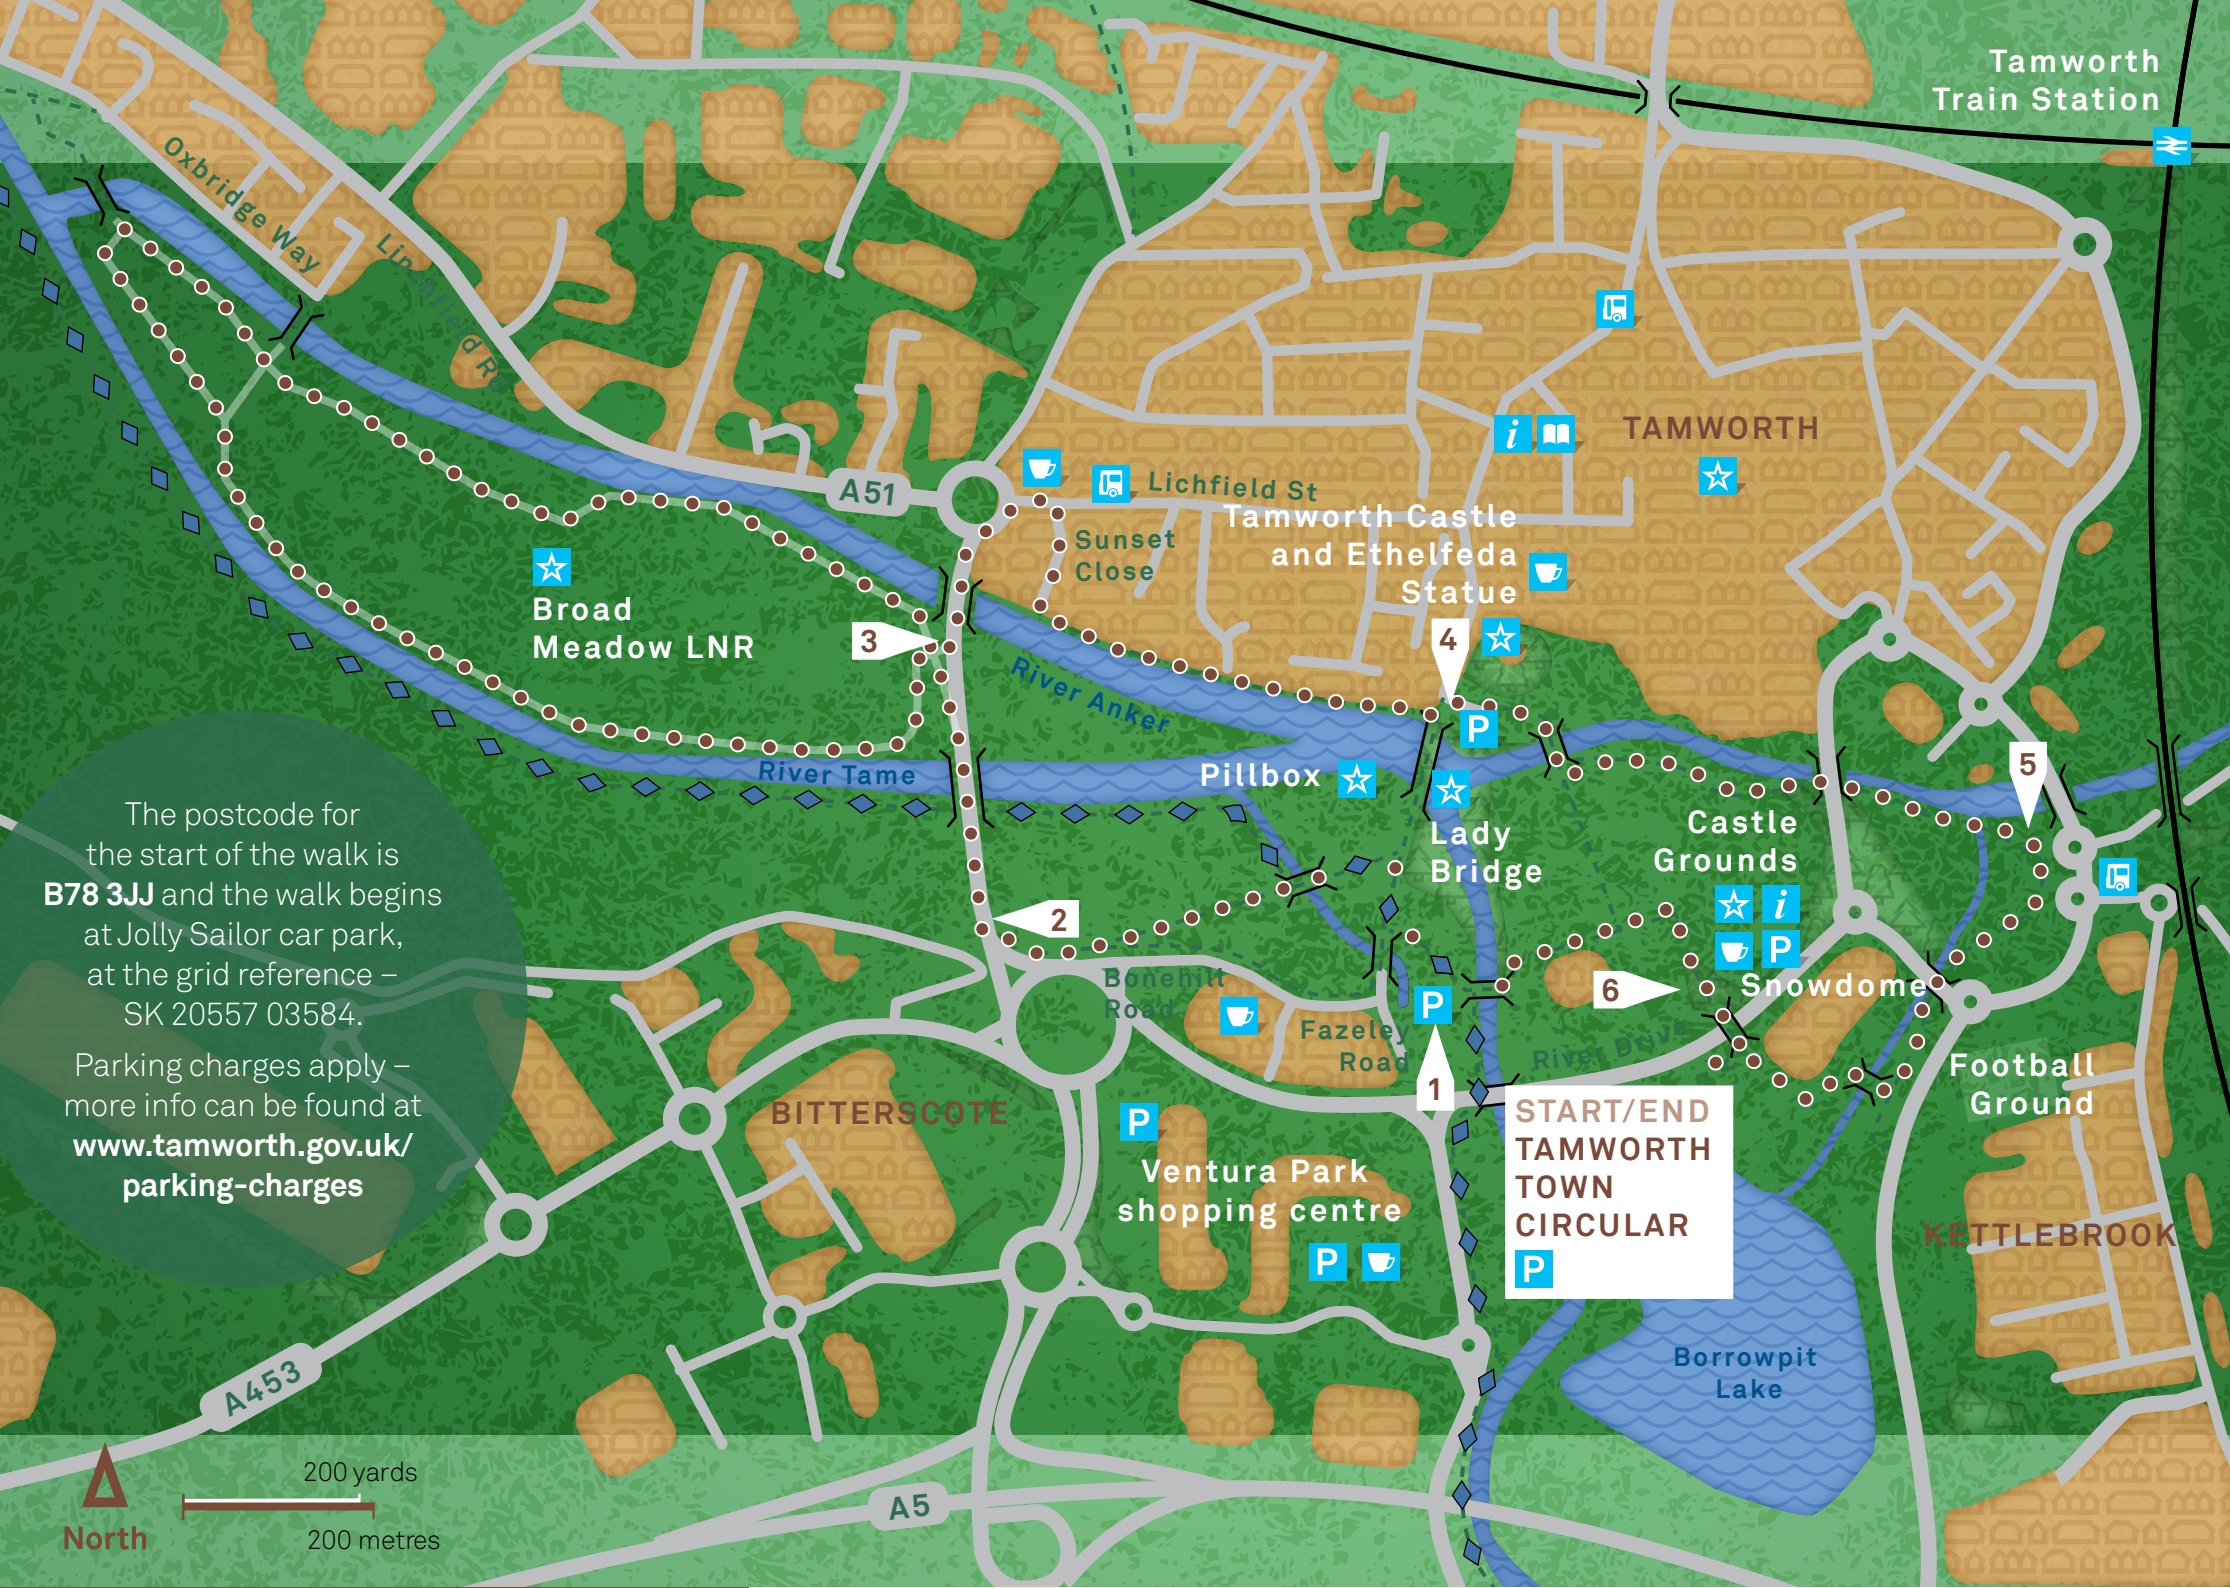 Tamworth
Train Station
Oxbridge Way
Linchfield Ro
TAMWORTH
A51
Lichfield St
Sunset
Close
Tamworth Castle
and Ethelfeda
Statue
Broad
Meadow LNR
3
4
P
River Anker
River Tame
Pillbox
Lady
Bridge
Castle
Grounds
i
i
P
5
The postcode for
the start of the walk is
B78 3JJ and the walk begins
at Jolly Sailor car park,
at the grid reference –
SK 20557 03584.
Parking charges apply –
more info can be found at
www.tamworth.gov.uk/
parking-charges
2
Bonehill
Road
Fazeley
Road
P
1
6
Snowdome
River Drive
Football
Ground
BITTERSCOTE
P
Ventura Park
shopping centre
P
START/END
TAMWORTH
TOWN
CIRCULAR
P
KETTLEBROOK
Borrowpit
Lake
A453
A5
North
200 yards
200 metres